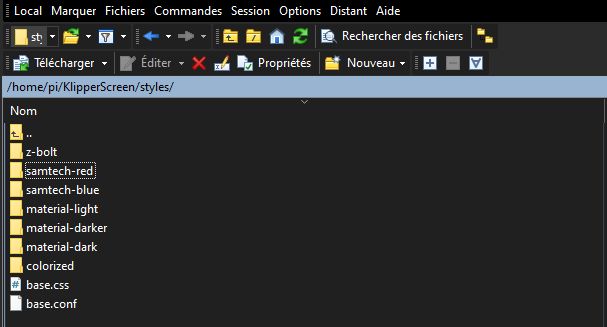 Local Marquer Fichiers Commandes Session Options Distant Aide
sty Rechercher des fichiers
Télécharger Éditer Propriétés Nouveau
/home/pi/KlipperScreen/styles/
Nom
..
z-bolt
samtech-red
samtech-blue
material-light
material-darker
material-dark
colorized
base.css
base.conf